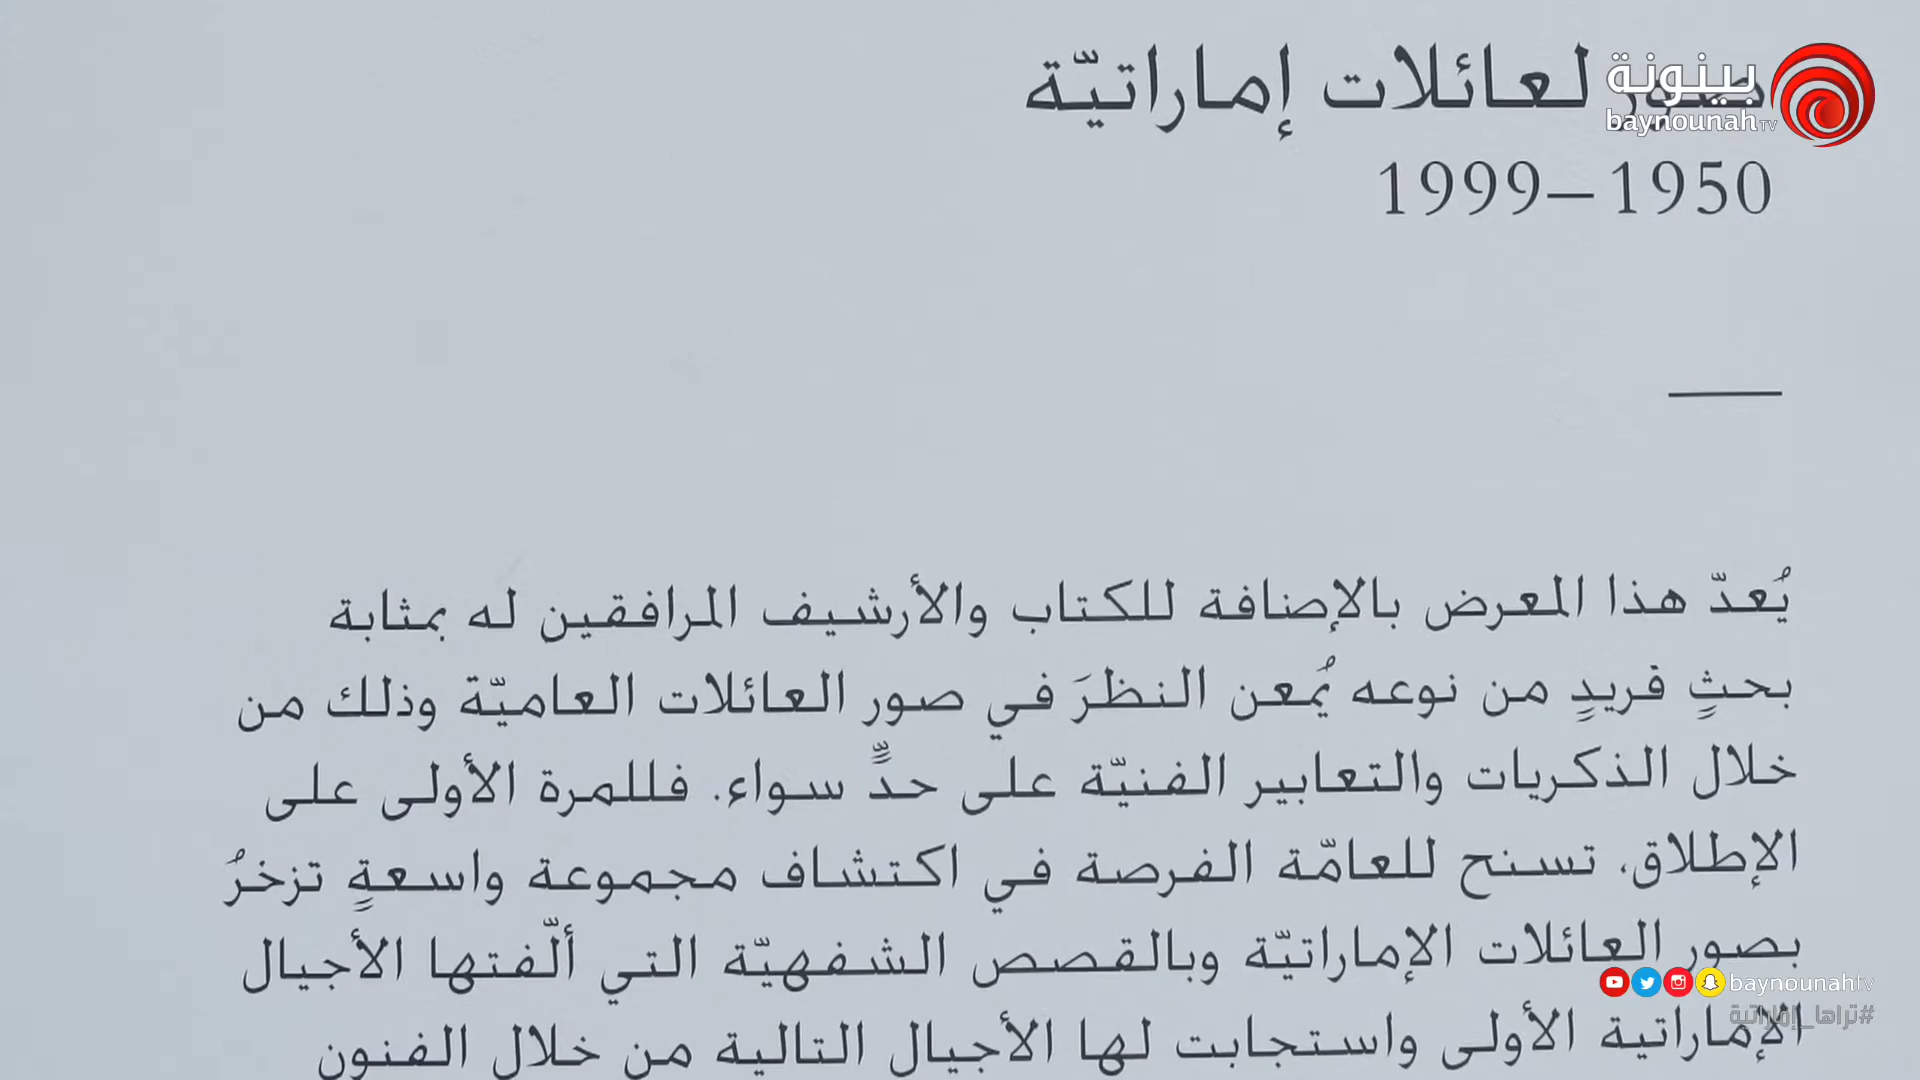 صور لعائلات إماراتيّة
بينونة
baynounah TV
1950–1999
يُعدّ هذا المعرض بالإضافة للكتاب والأرشيف المرافقين له بمثابة
بحثٍ فريدٍ من نوعه يُمعن النظرَ في صور العائلات العاميّة وذلك من
خلال الذكريات والتعابير الفنيّة على حدٍّ سواء. فللمرة الأولى على
الإطلاق، تسنح للعامّة الفرصة في اكتشاف مجموعة واسعةٍ تزخرُ
بصور العائلات الإماراتيّة وبالقصص الشفهيّة التي ألّفتها الأجيال
baynounahtv
الإماراتية الأولى واستجابت لها الأجيال التالية من خلال الفنون
#تراها_إماراتية